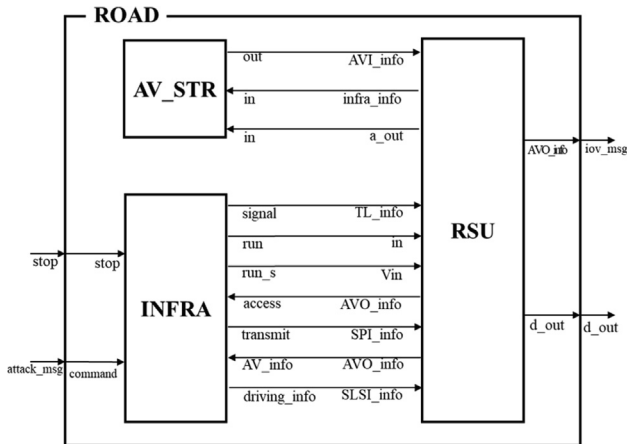 ROAD
AV_STR
out AVI_info
in infra_info
in a_out
RSU
AVO_info iov_msg
INFRA
signal TL_info
run in
run_s Vin
stop stop
access AVO_info
transmit SPI_info
d_out d_out
AV_info AVO_info
attack_msg command
driving_info SLSI_info